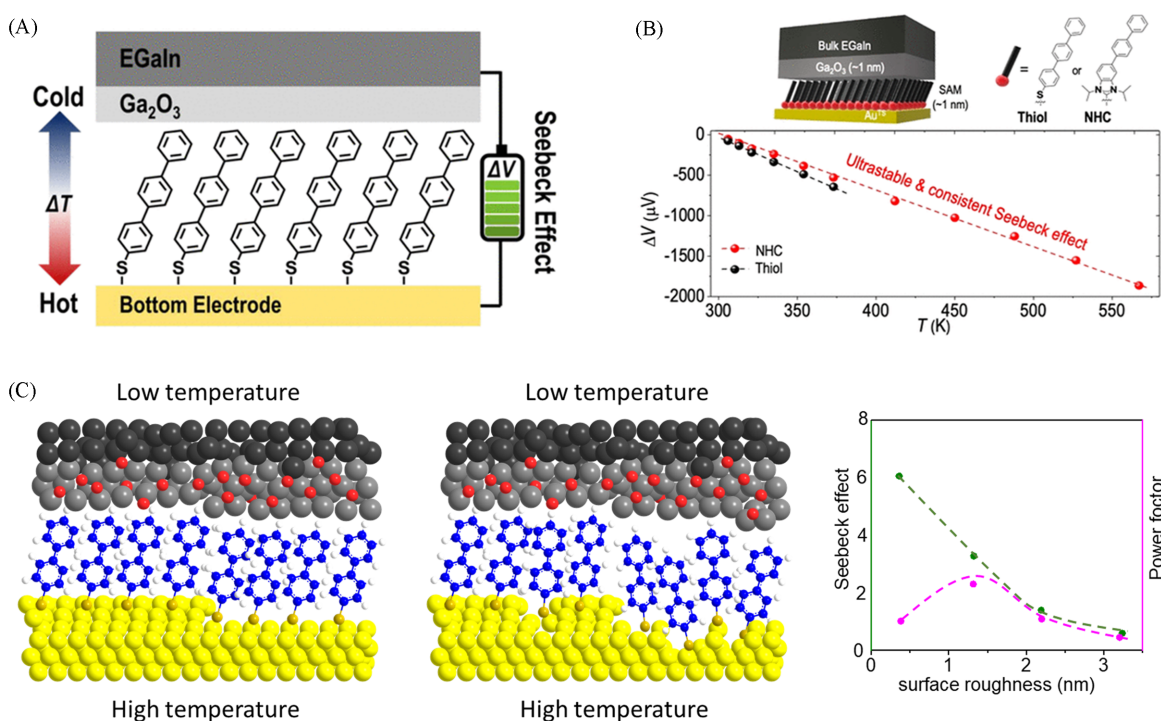 (A)
EGaIn
Ga2O3
Cold
ΔT
Hot
S S S S S S
Bottom Electrode
ΔV
Seebeck Effect
(B)
Bulk EGaIn
Ga2O3 (~1 nm)
SAM
(~1 nm)
AuTS
= or
S
Thiol
N N
NHC
0
-500
-1000
-1500
-2000
ΔV (µV)
Ultrastable & consistent Seebeck effect
NHC
Thiol
300 350 400 450 500 550
T (K)
(C)
Low temperature
High temperature
Low temperature
High temperature
8
6
4
2
0
Seebeck effect
Power foctor
0 1 2 3
surface roughness (nm)